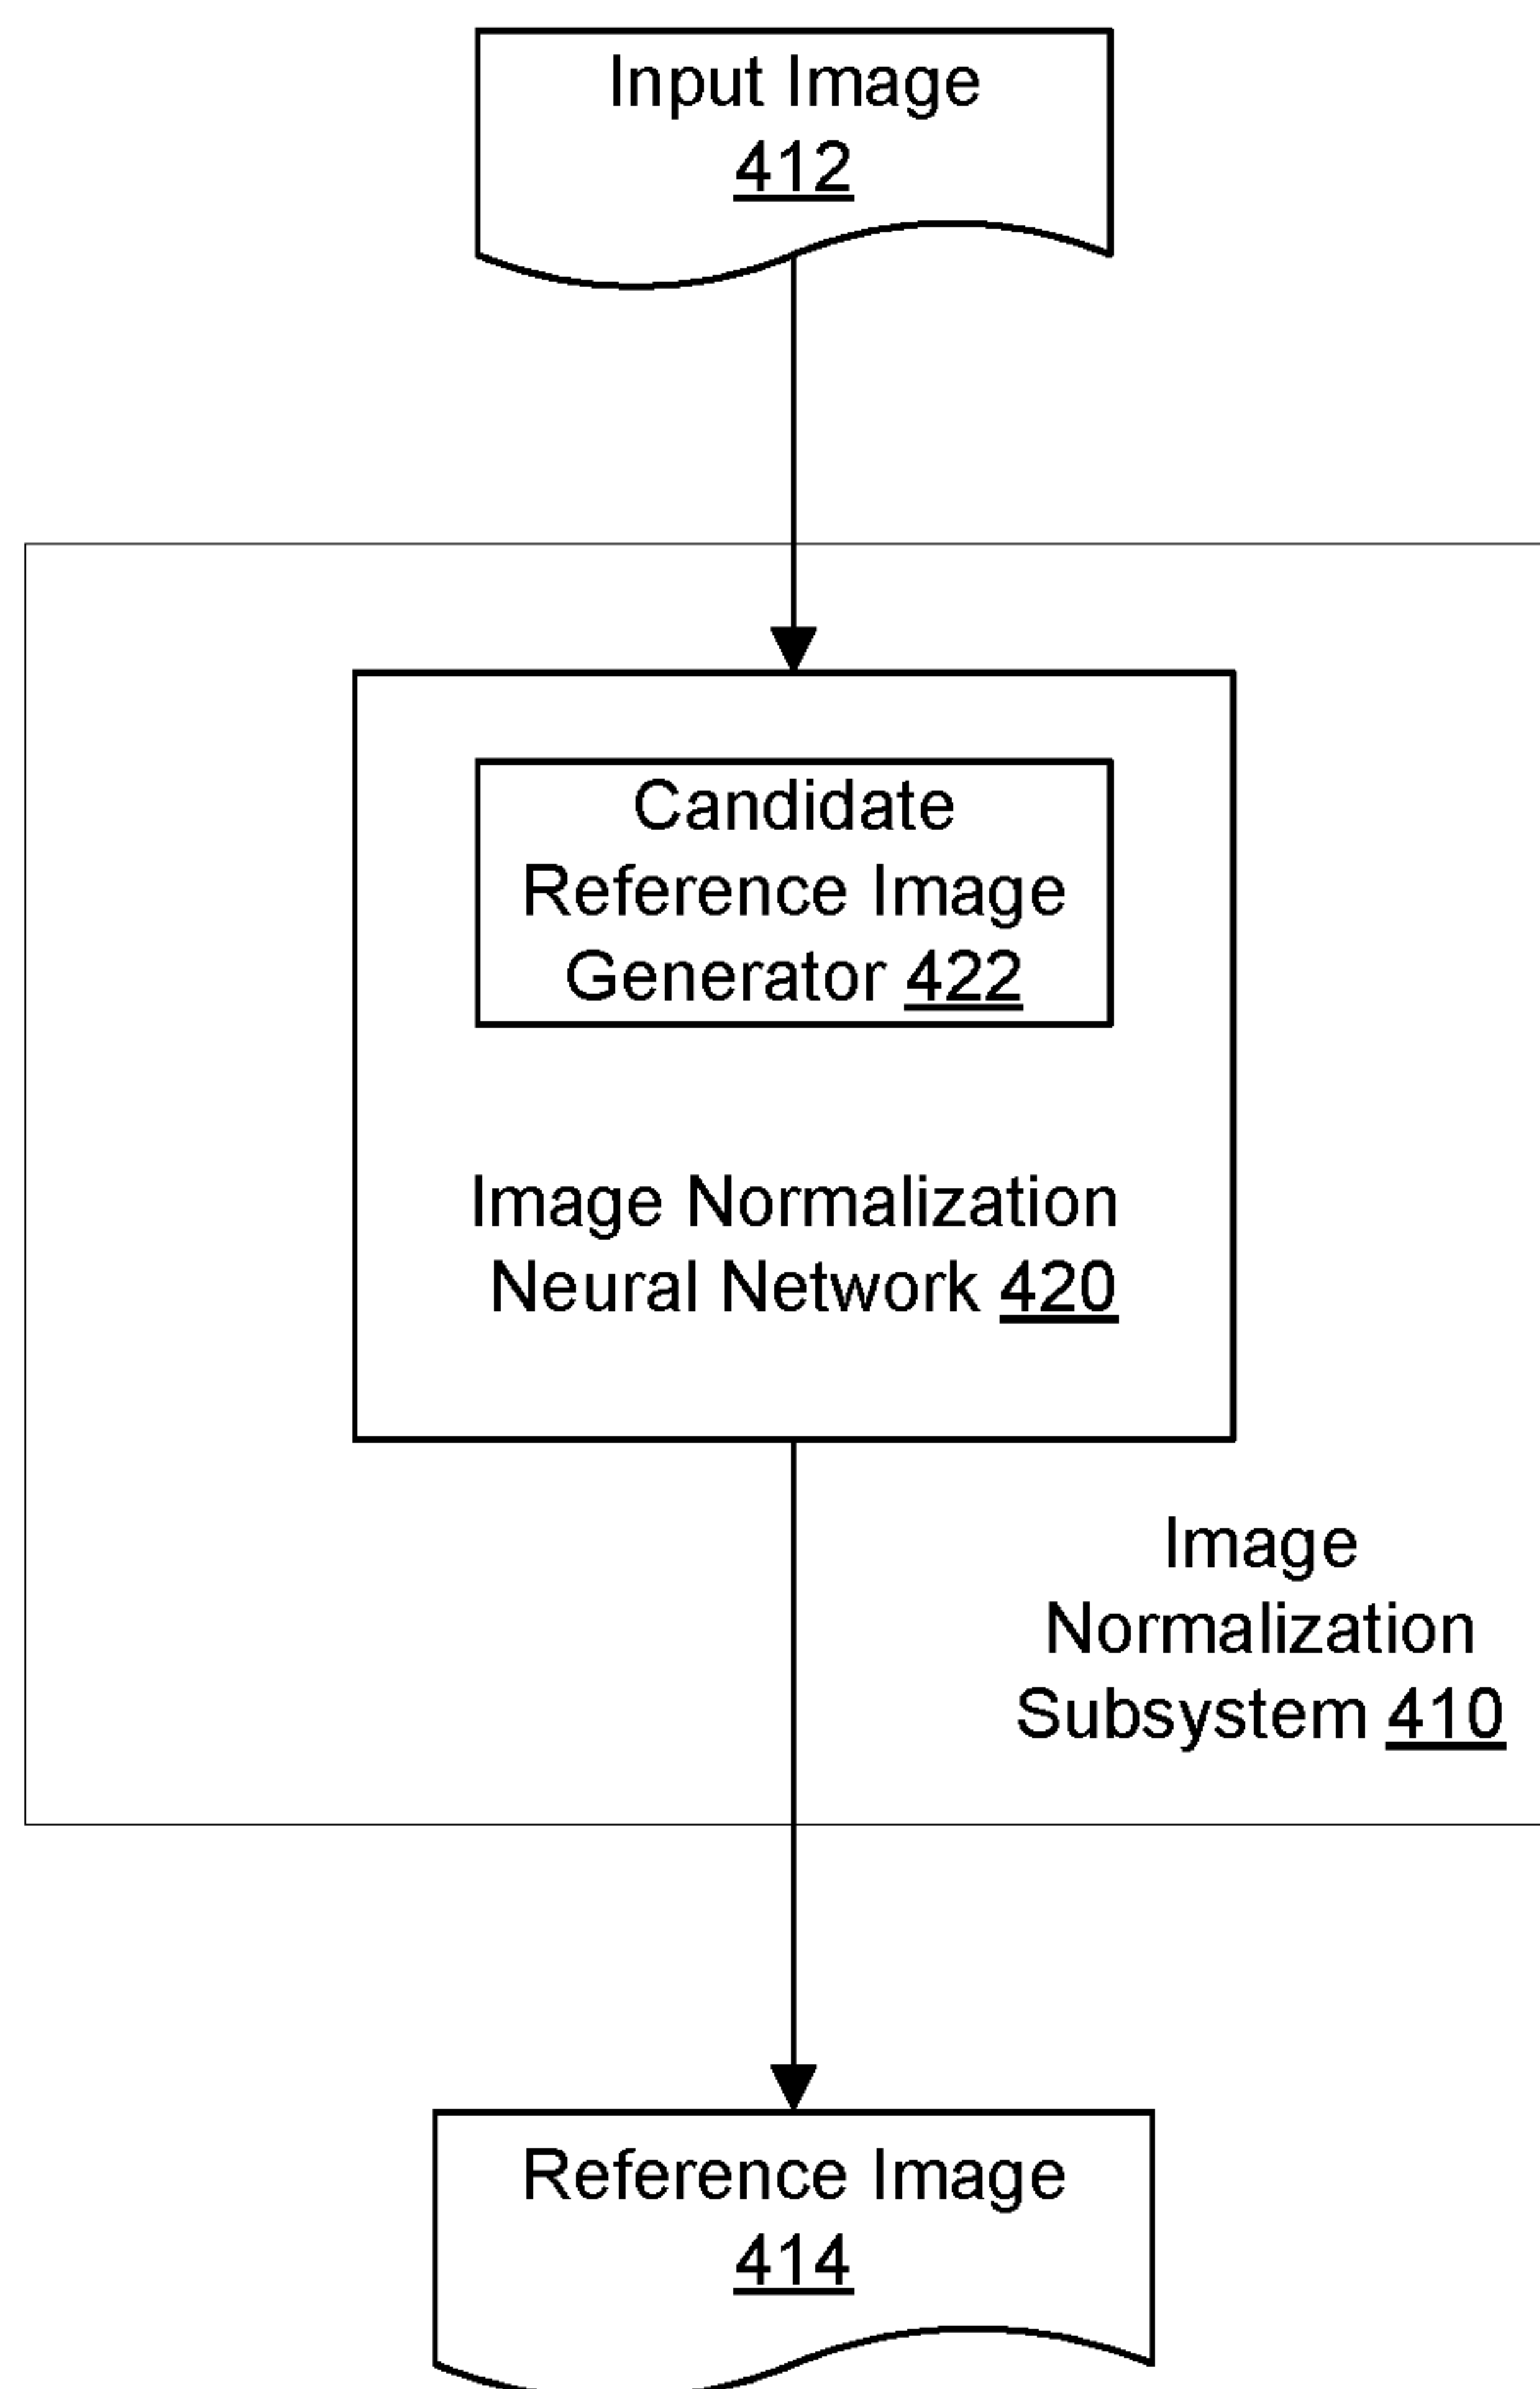 Input Image
412
Candidate
Reference Image
Generator 422
Image Normalization
Neural Network 420
Image
Normalization
Subsystem 410
Reference Image
414